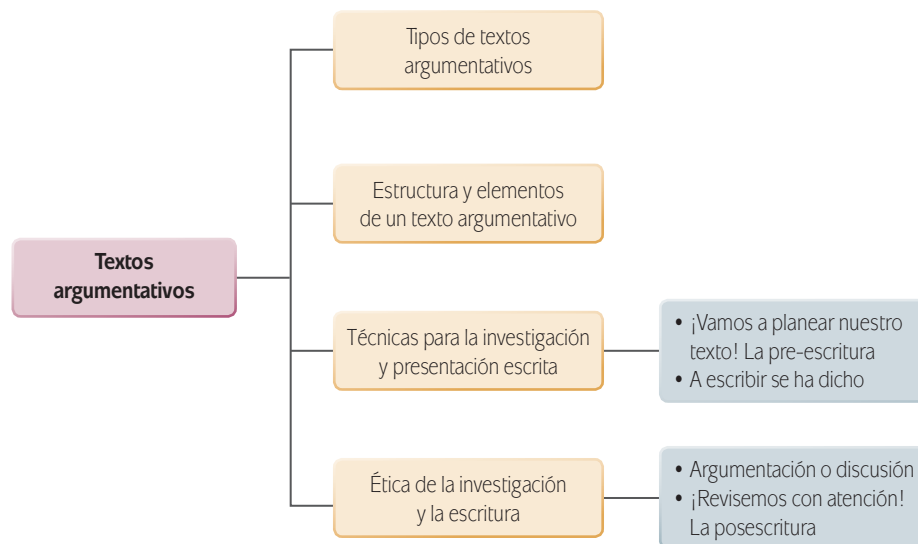 Tipos de textos
argumentativos
Estructura y elementos
de un texto argumentativo
Textos
argumentativos
Técnicas para la investigación
y presentación escrita
• ¡Vamos a planear nuestro
texto! La pre-escritura
• A escribir se ha dicho
Ética de la investigación
y la escritura
• Argumentación o discusión
• ¡Revisemos con atención!
La posescritura